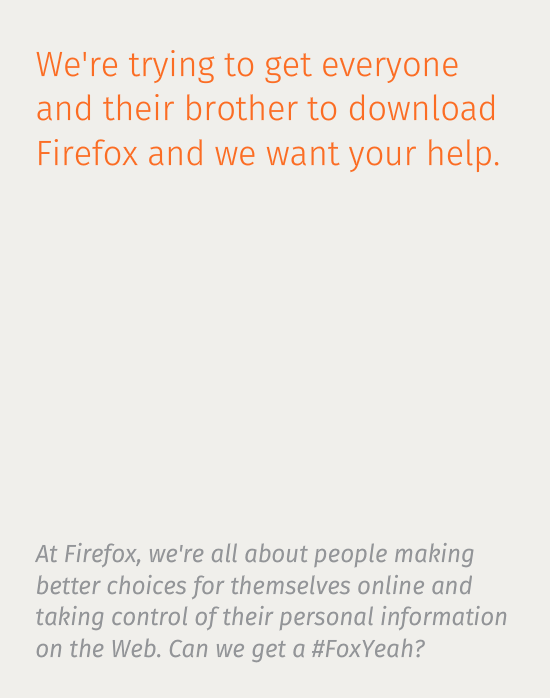 We're trying to get everyone
and their brother to download
Firefox and we want your help.
At Firefox, we're all about people making
better choices for themselves online and
taking control of their personal information
on the Web. Can we get a #FoxYeah?